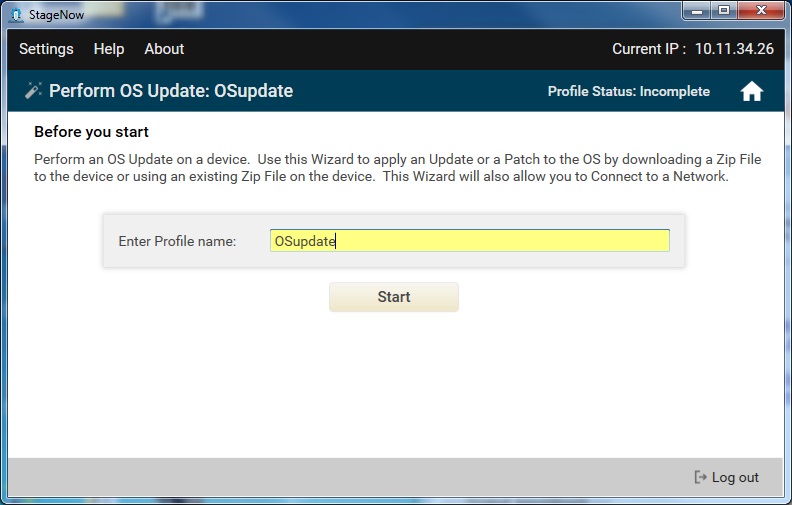 StageNow
Settings Help About Current IP : 10.11.34.26
Perform OS Update: OSupdate Profile Status: Incomplete
Before you start
Perform an OS Update on a device. Use this Wizard to apply an Update or a Patch to the OS by downloading a Zip File
to the device or using an existing Zip File on the device. This Wizard will also allow you to Connect to a Network.
Enter Profile name: OSupdate
Start
Log out